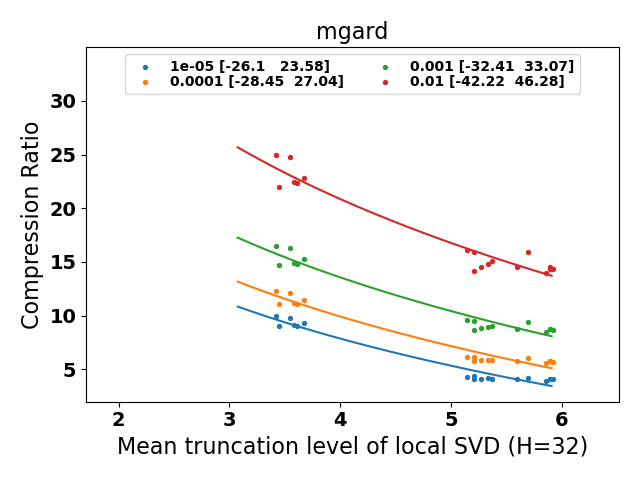 mgard
1e-05 [-26.1   23.58]
0.0001 [-28.45  27.04]
0.001 [-32.41  33.07]
0.01 [-42.22  46.28]
Compression Ratio
30
25
20
15
10
5
2 3 4 5 6
Mean truncation level of local SVD (H=32)